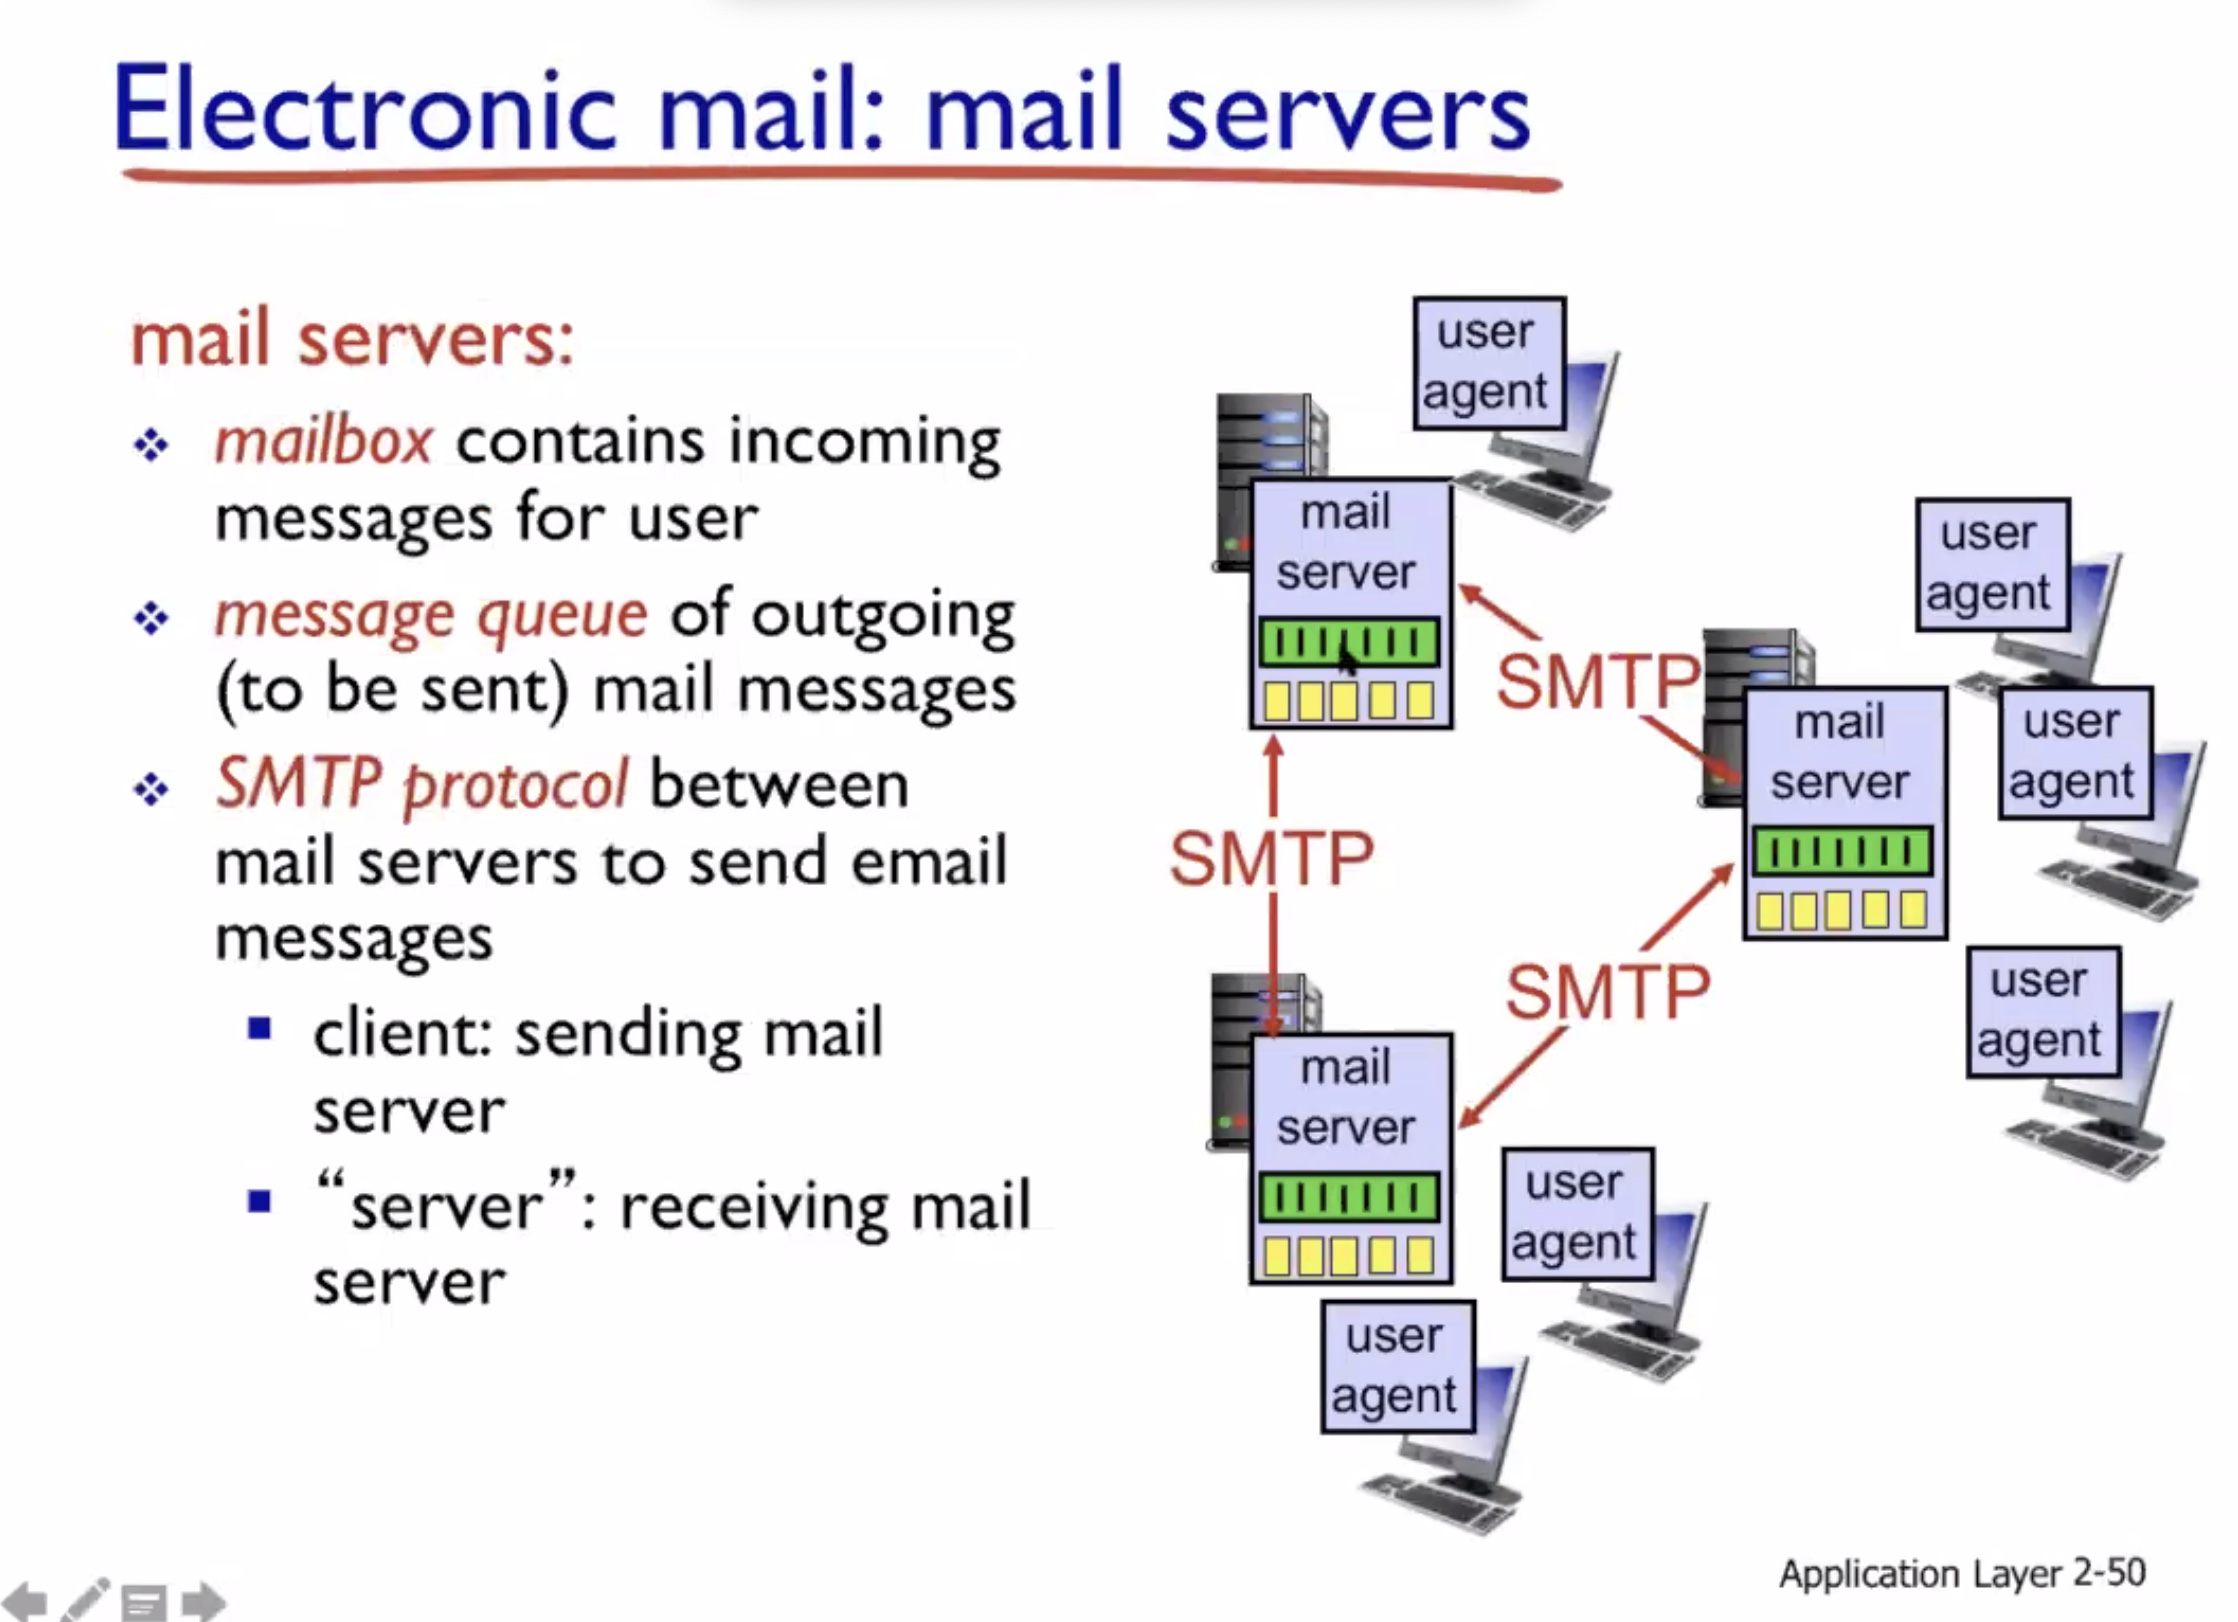 Electronic mail: mail servers
mail servers:
mailbox contains incoming
messages for user
message queue of outgoing
(to be sent) mail messages
SMTP protocol between
mail servers to send email
messages
client: sending mail
server
“server”: receiving mail
server
user
agent
mail
server
SMTP
user
agent
mail
server
user
agent
SMTP
SMTP
user
agent
mail
server
user
agent
user
agent
Application Layer 2-50